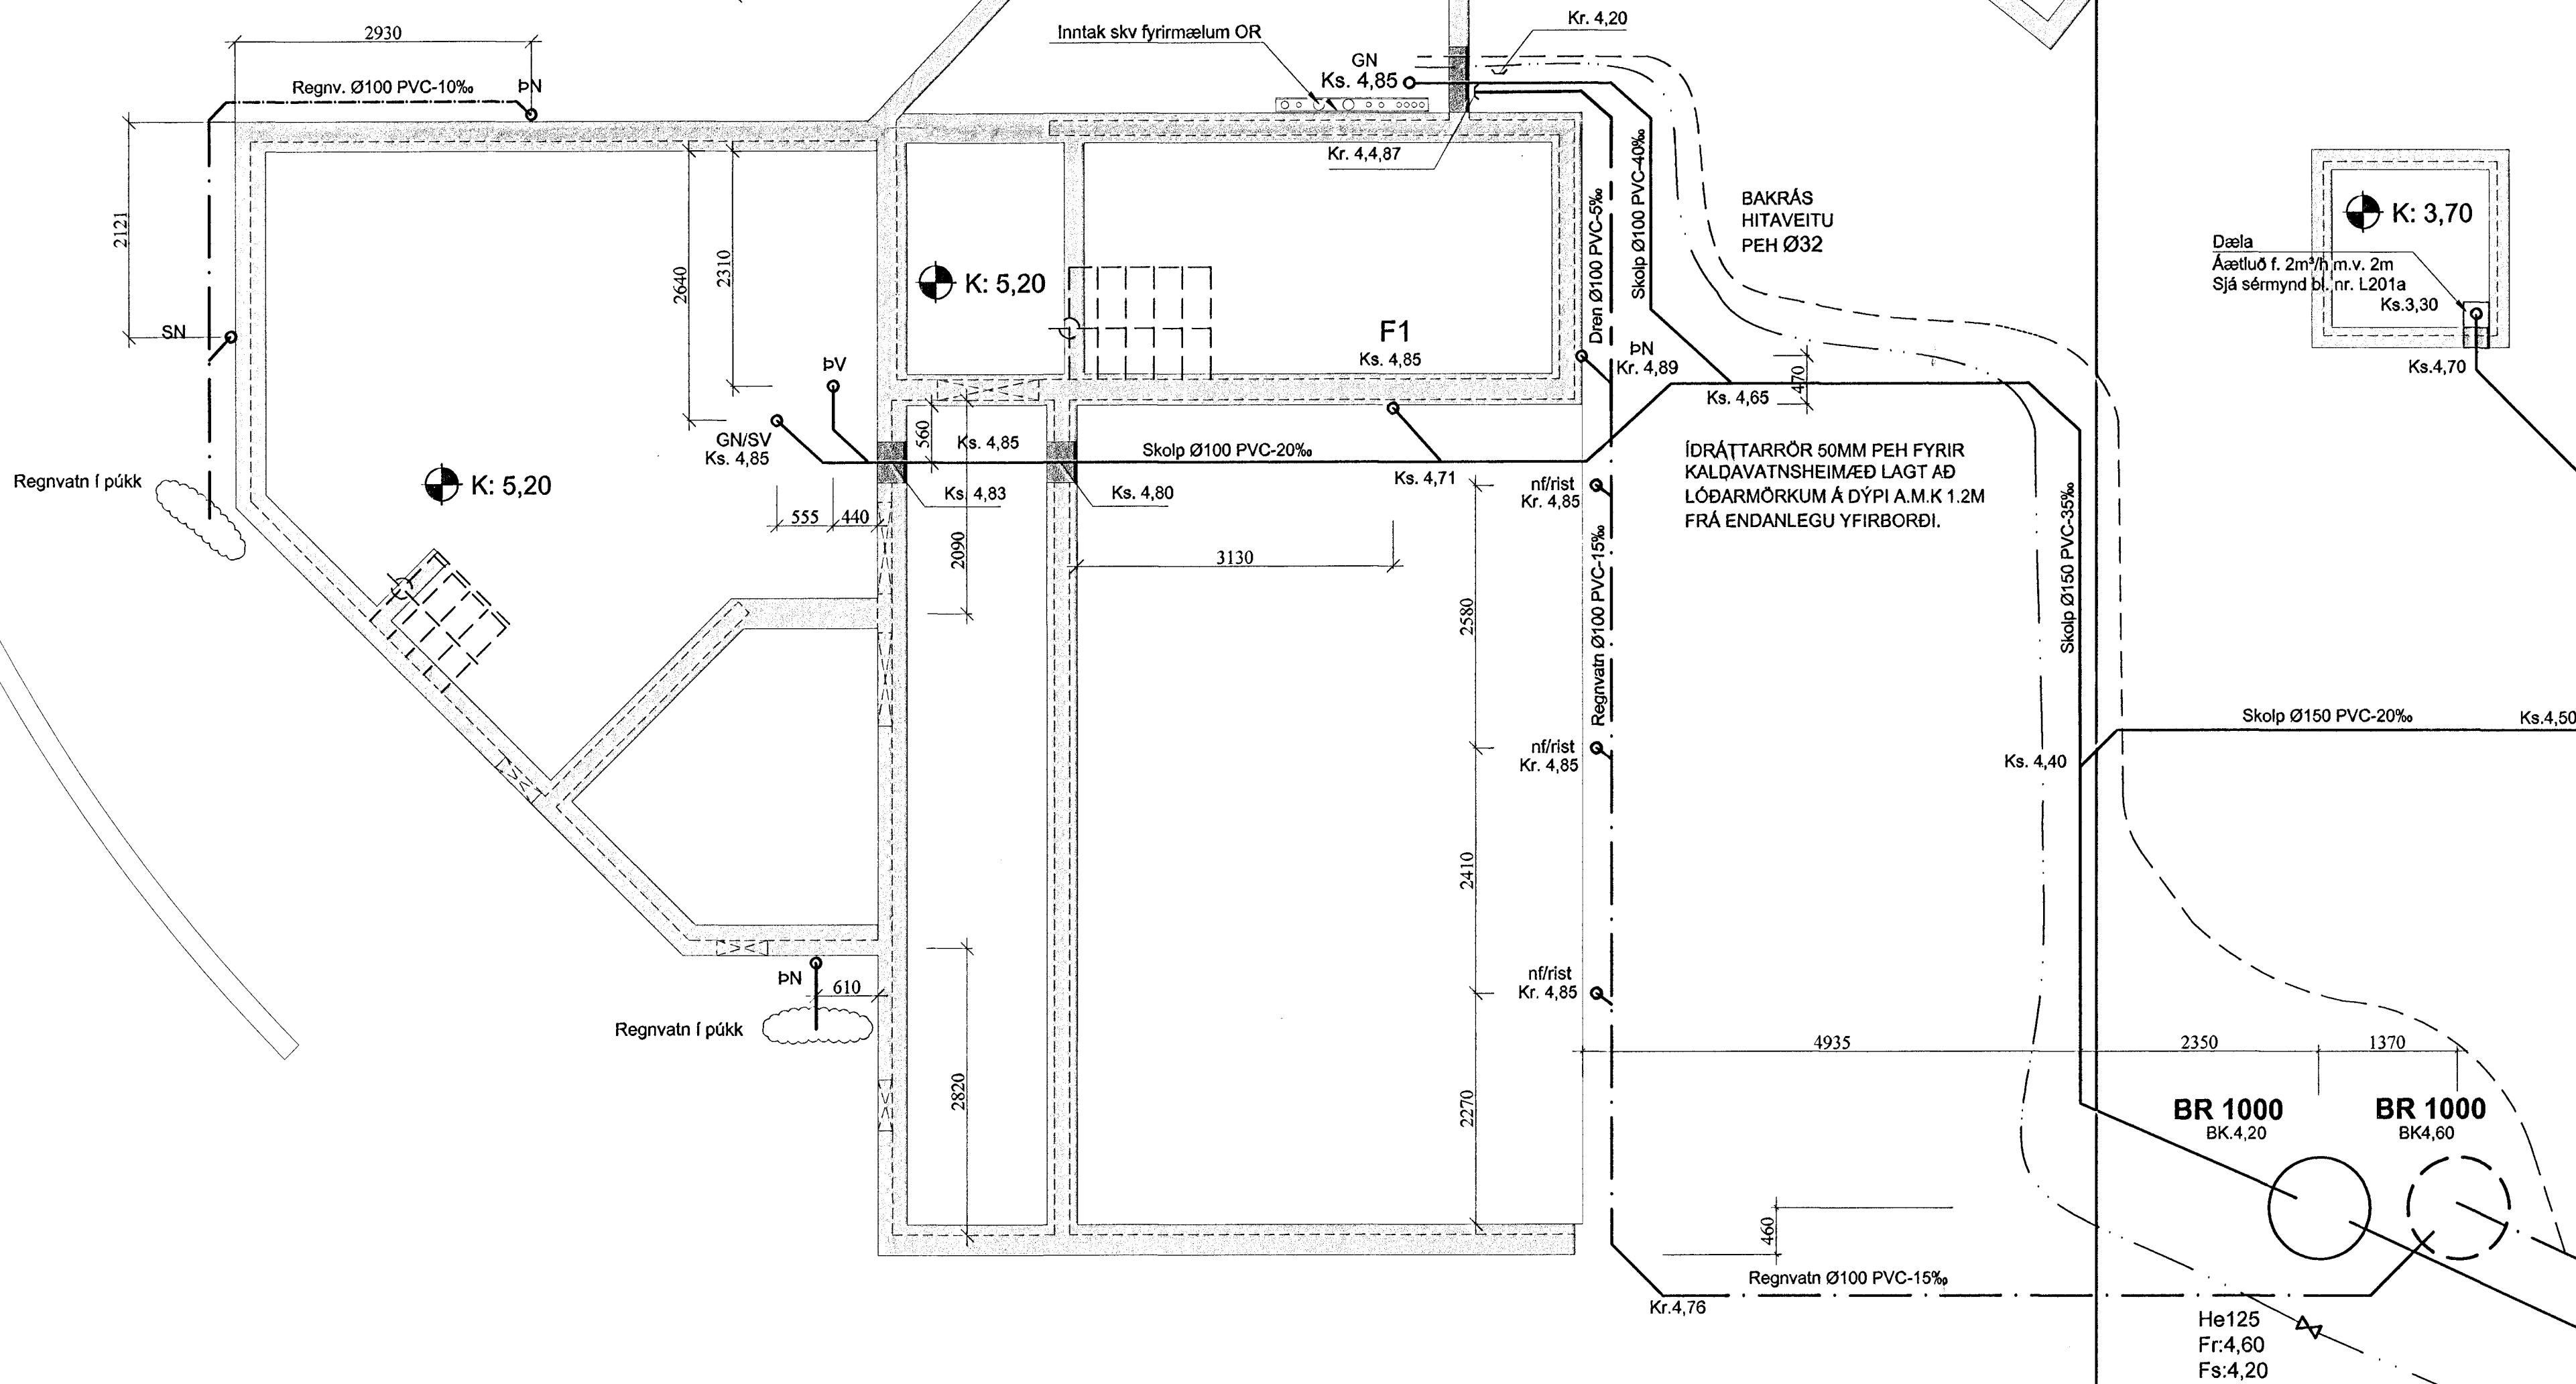 Kr. 4,20
2930
Inntak skv fyrirmælum OR
GN
Ks. 4,85
Regnv. Ø100 PVC-10‰
ÞN
Kr. 4,4,87
2121
2640
2310
K: 5,20
Dren Ø100 PVC-5‰
Skolp Ø100 PVC-40‰
BAKRÁS
HITAVEITU
PEH Ø32
K: 3,70
Dæla
Áætluð f. 2m³/h m.v. 2m
Sjá sérmynd bl. nr. L201a
Ks.3,30
Ks.4,70
SN
F1
Ks. 4,85
ÞN
Kr. 4,89
ÞV
470
Ks. 4,65
GN/SV
Ks. 4,85
560
Ks. 4,85
Skolp Ø100 PVC-20‰
Ks. 4,71
Ks. 4,83
Ks. 4,80
ÍDRÁTTARRÖR 50MM PEH FYRIR
KALDAVATNSHEIMÆÐ LAGT AÐ
LÓÐARMÖRKUM Á DÝPI A.M.K 1.2M
FRÁ ENDANLEGU YFIRBORÐI.
Regnvatn í púkk
K: 5,20
nf/rist
Kr. 4,85
555
440
2090
3130
2580
Regnvatn Ø100 PVC-15‰
Skolp Ø150 PVC-35‰
Skolp Ø150 PVC-20‰
Ks.4,50
nf/rist
Kr. 4,85
Ks. 4,40
2410
nf/rist
Kr. 4,85
ÞN
610
Regnvatn í púkk
2820
2270
4935
2350
1370
BR 1000
BK.4,20
BR 1000
BK4,60
460
Regnvatn Ø100 PVC-15‰
Kr.4,76
He125
Fr:4,60
Fs:4,20